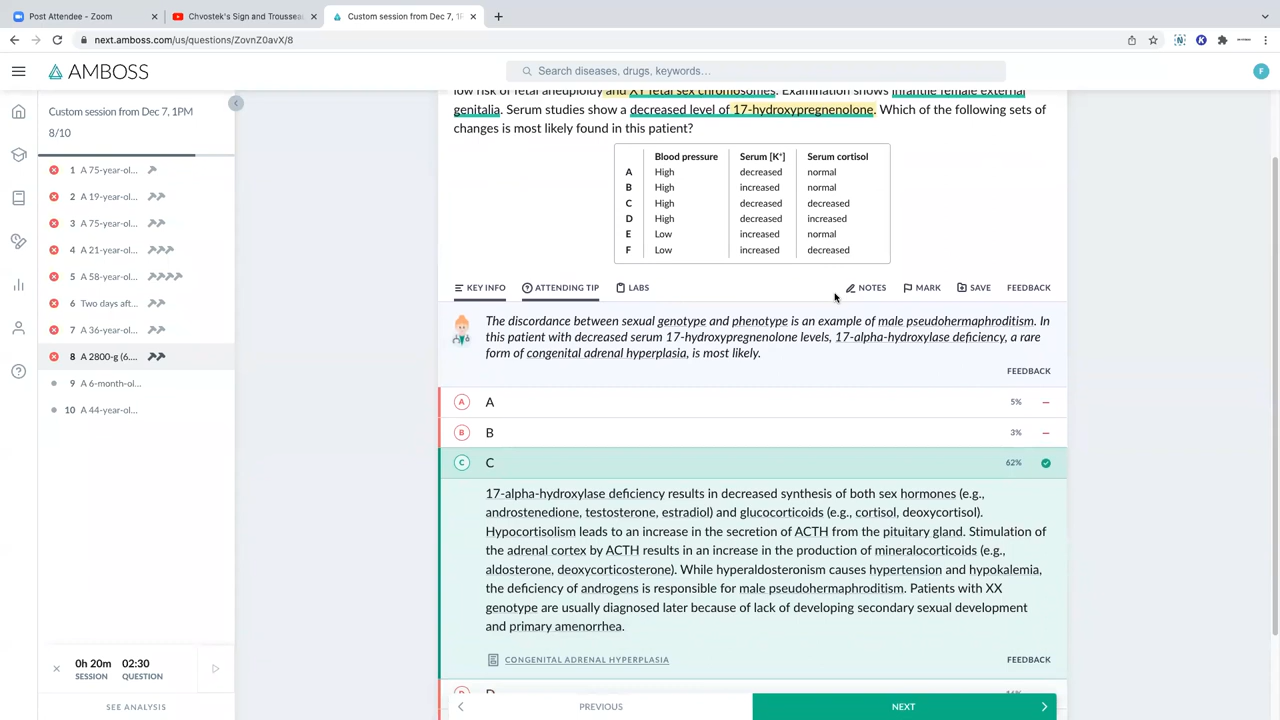 Post Attendee – Zoom
Chvostek's Sign and Trousseau
Custom session from Dec 7, 1P
next.amboss.com/us/questions/ZovnZ0avX/8
AMBOSS
Search diseases, drugs, keywords…
F
Custom session from Dec 7, 1PM
8/10
1 A 75-year-ol...
2 A 19-year-ol...
3 A 75-year-ol...
4 A 21-year-ol...
5 A 58-year-ol...
6 Two days aft...
7 A 36-year-ol...
8 A 2800-g (6....
9 A 6-month-ol...
10 A 44-year-ol...
0h 20m 02:30
SESSION QUESTION
SEE ANALYSIS
low risk of fetal aneuploidy and XY fetal sex chromosomes. Examination shows infantile female external
genitalia. Serum studies show a decreased level of 17-hydroxypregnenolone. Which of the following sets of
changes is most likely found in this patient?
Blood pressure Serum [K⁺] Serum cortisol
A High decreased normal
B High increased normal
C High decreased decreased
D High decreased increased
E Low increased normal
F Low increased decreased
KEY INFO ATTENDING TIP LABS NOTES MARK SAVE FEEDBACK
The discordance between sexual genotype and phenotype is an example of male pseudohermaphroditism. In
this patient with decreased serum 17-hydroxypregnenolone levels, 17-alpha-hydroxylase deficiency, a rare
form of congenital adrenal hyperplasia, is most likely.
FEEDBACK
A A 5%
B B 3%
C C 62%
17-alpha-hydroxylase deficiency results in decreased synthesis of both sex hormones (e.g.,
androstenedione, testosterone, estradiol) and glucocorticoids (e.g., cortisol, deoxycortisol).
Hypocortisolism leads to an increase in the secretion of ACTH from the pituitary gland. Stimulation of
the adrenal cortex by ACTH results in an increase in the production of mineralocorticoids (e.g.,
aldosterone, deoxycorticosterone). While hyperaldosteronism causes hypertension and hypokalemia,
the deficiency of androgens is responsible for male pseudohermaphroditism. Patients with XX
genotype are usually diagnosed later because of lack of developing secondary sexual development
and primary amenorrhea.
CONGENITAL ADRENAL HYPERPLASIA FEEDBACK
PREVIOUS NEXT